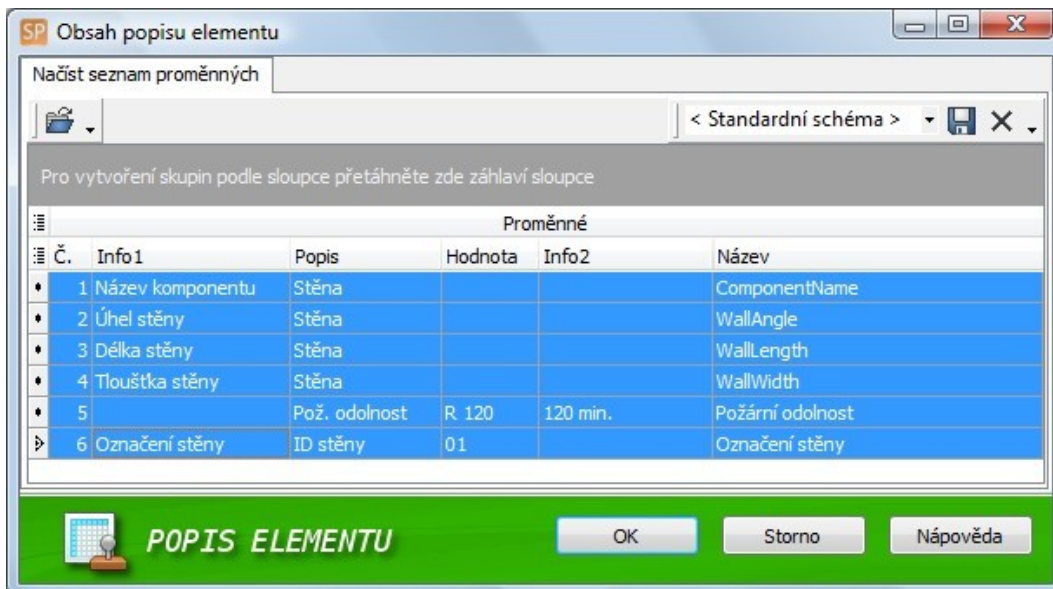 SP Obsah popisu elementu
Načíst seznam proměnných
< Standardní schéma >
Pro vytvoření skupin podle sloupce přetáhněte zde záhlaví sloupce
Proměnné
Č. Info1 Popis Hodnota Info2 Název
1 Název komponentu Stěna ComponentName
2 Úhel stěny Stěna WallAngle
3 Délka stěny Stěna WallLength
4 Tloušťka stěny Stěna WallWidth
5 Pož. odolnost R 120 120 min. Požární odolnost
6 Označení stěny ID stěny 01 Označení stěny
POPIS ELEMENTU OK Storno Nápověda